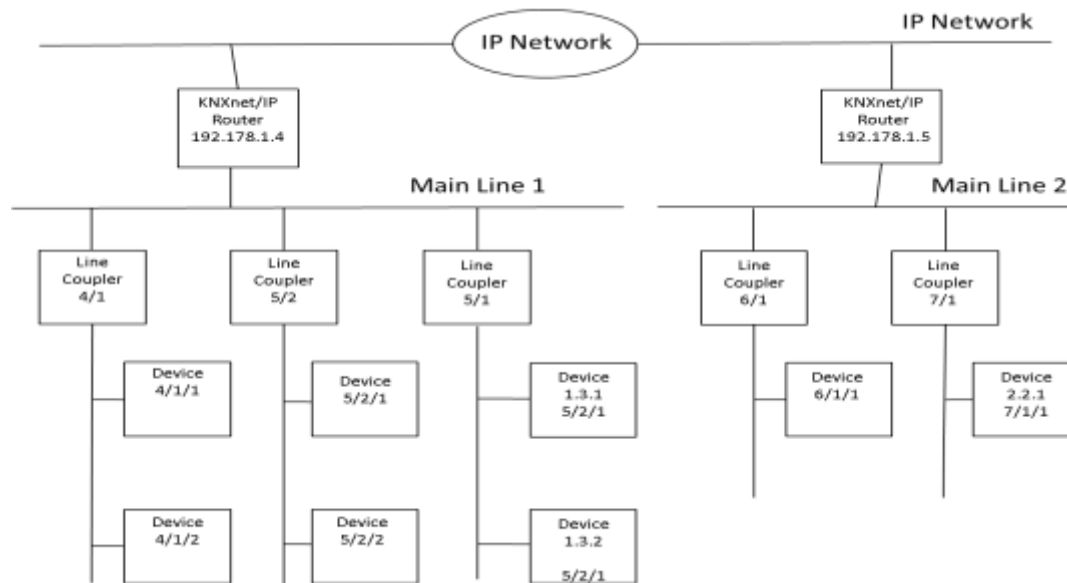 IP Network
IP Network
KNXnet/IP
Router
192.178.1.4
KNXnet/IP
Router
192.178.1.5
Main Line 1
Main Line 2
Line
Coupler
4/1
Line
Coupler
5/2
Line
Coupler
5/1
Line
Coupler
6/1
Line
Coupler
7/1
Device
4/1/1
Device
5/2/1
Device
1.3.1
5/2/1
Device
6/1/1
Device
2.2.1
7/1/1
Device
4/1/2
Device
5/2/2
Device
1.3.2
5/2/1